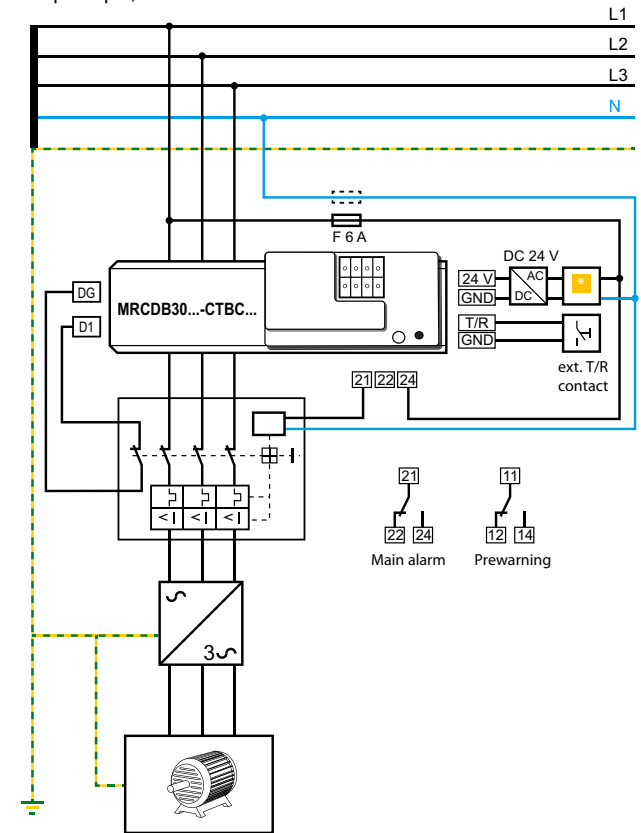 L1
L2
L3
N
F 6 A
DC 24 V
24 V
GND
AC
DC
*
DG
D1
MRCDB30...-CTBC...
T/R
GND
ext. T/R
contact
21 22 24
I
< I < I < I
21
22 24
Main alarm
11
12 14
Prewarning
3